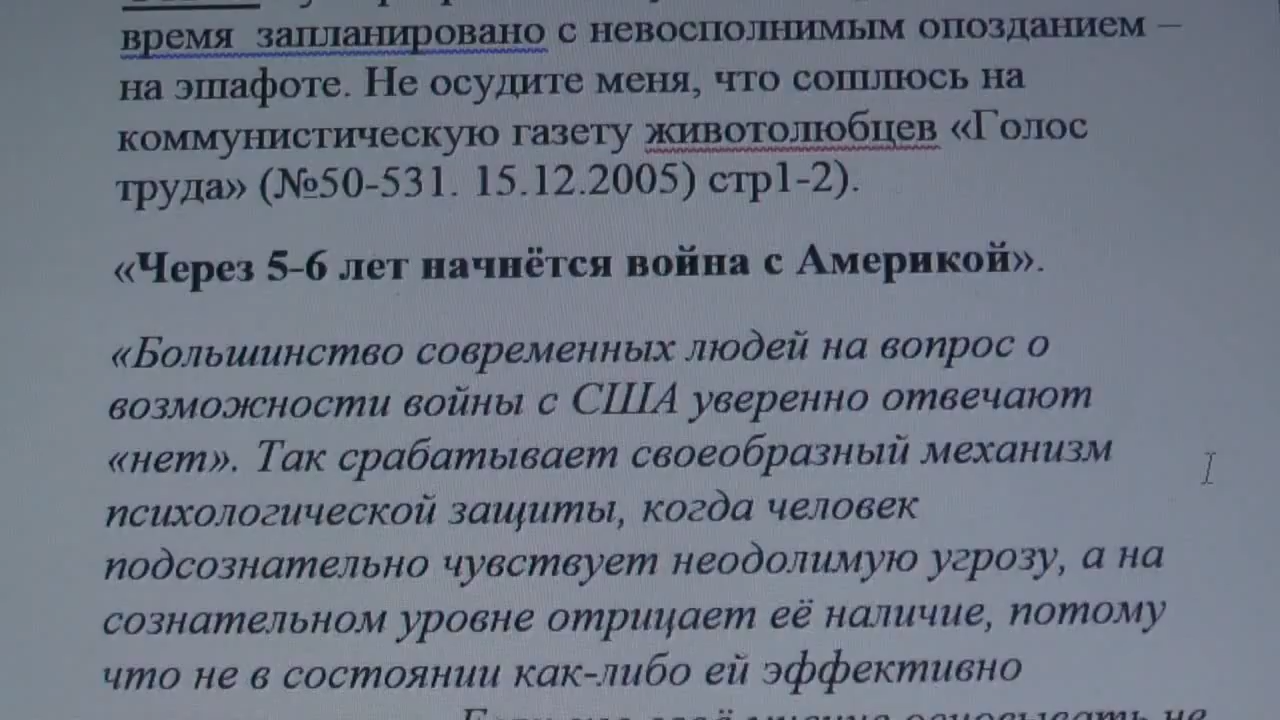 время запланировано с невосполнимым опозданием –
на эшафоте. Не осудите меня, что сошлюсь на
коммунистическую газету животолюбцев «Голос
труда» (№50-531. 15.12.2005) стр1-2).
«Через 5-6 лет начнётся война с Америкой».
«Большинство современных людей на вопрос о
возможности войны с США уверенно отвечают
«нет». Так срабатывает своеобразный механизм
психологической защиты, когда человек
подсознательно чувствует неодолимую угрозу, а на
сознательном уровне отрицает её наличие, потому
что не в состоянии как-либо ей эффективно